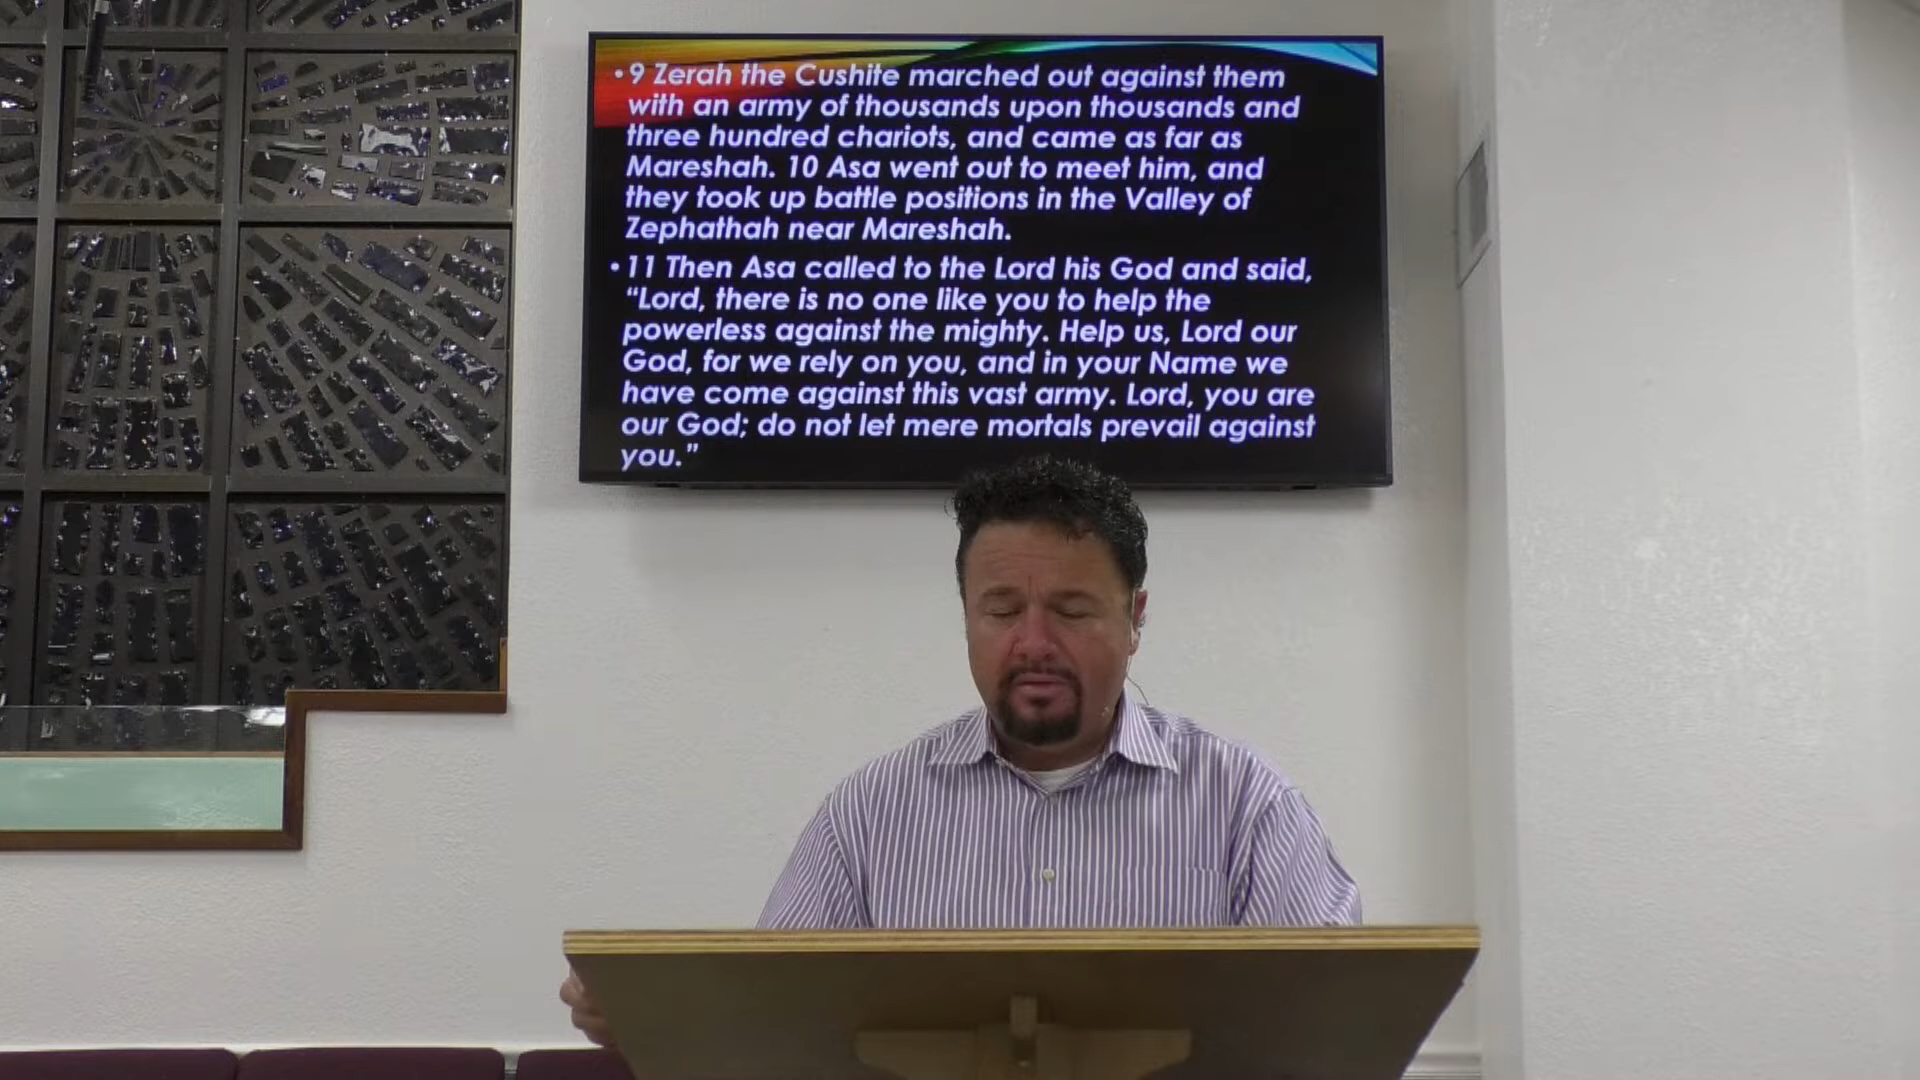 •9 Zerah the Cushite marched out against them
with an army of thousands upon thousands and
three hundred chariots, and came as far as
Mareshah. 10 Asa went out to meet him, and
they took up battle positions in the Valley of
Zephathah near Mareshah.
•11 Then Asa called to the Lord his God and said,
“Lord, there is no one like you to help the
powerless against the mighty. Help us, Lord our
God, for we rely on you, and in your Name we
have come against this vast army. Lord, you are
our God; do not let mere mortals prevail against
you.”